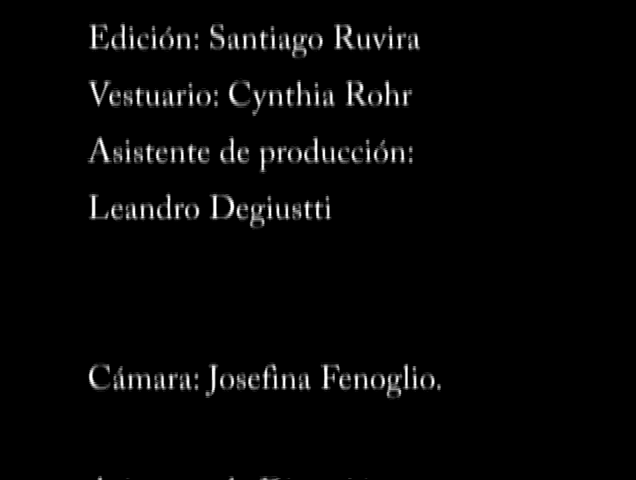 Edición: Santiago Ruvira
Vestuario: Cynthia Rohr
Asistente de producción:
Leandro Degiustti
Cámara: Josefina Fenoglio.